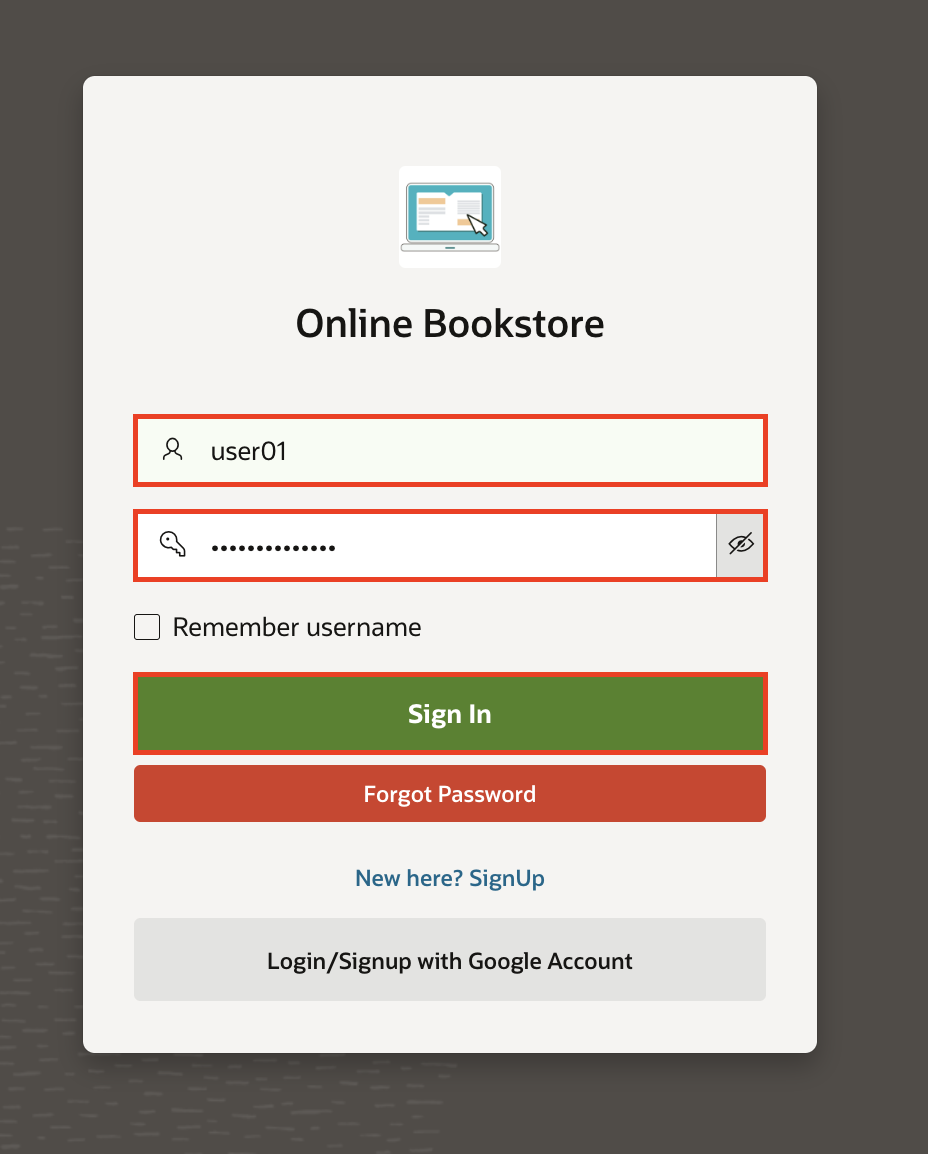 Online Bookstore
user01
••••••••••••••
Remember username
Sign In
Forgot Password
New here? SignUp
Login/Signup with Google Account